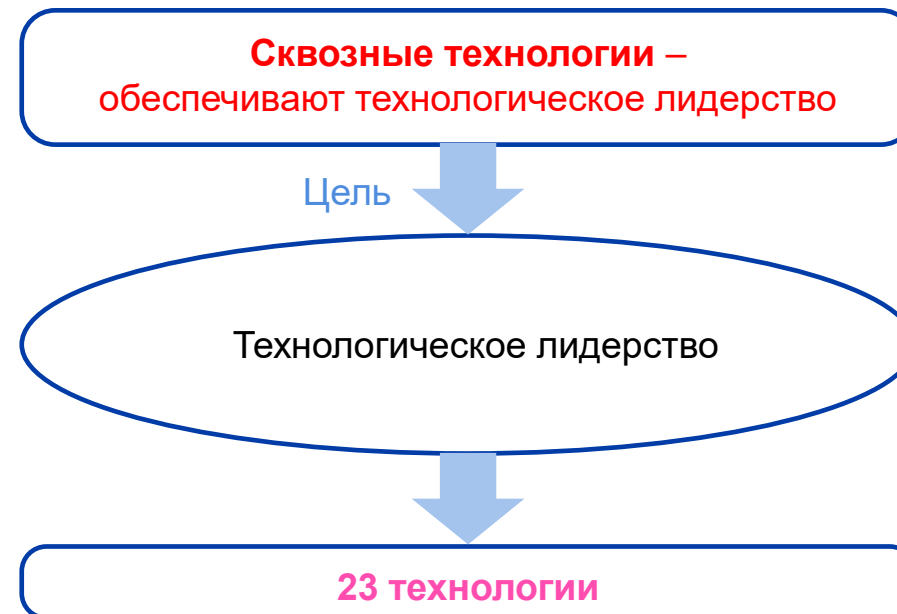 Сквозные технологии –
обеспечивают технологическое лидерство
Цель
Технологическое лидерство
23 технологии